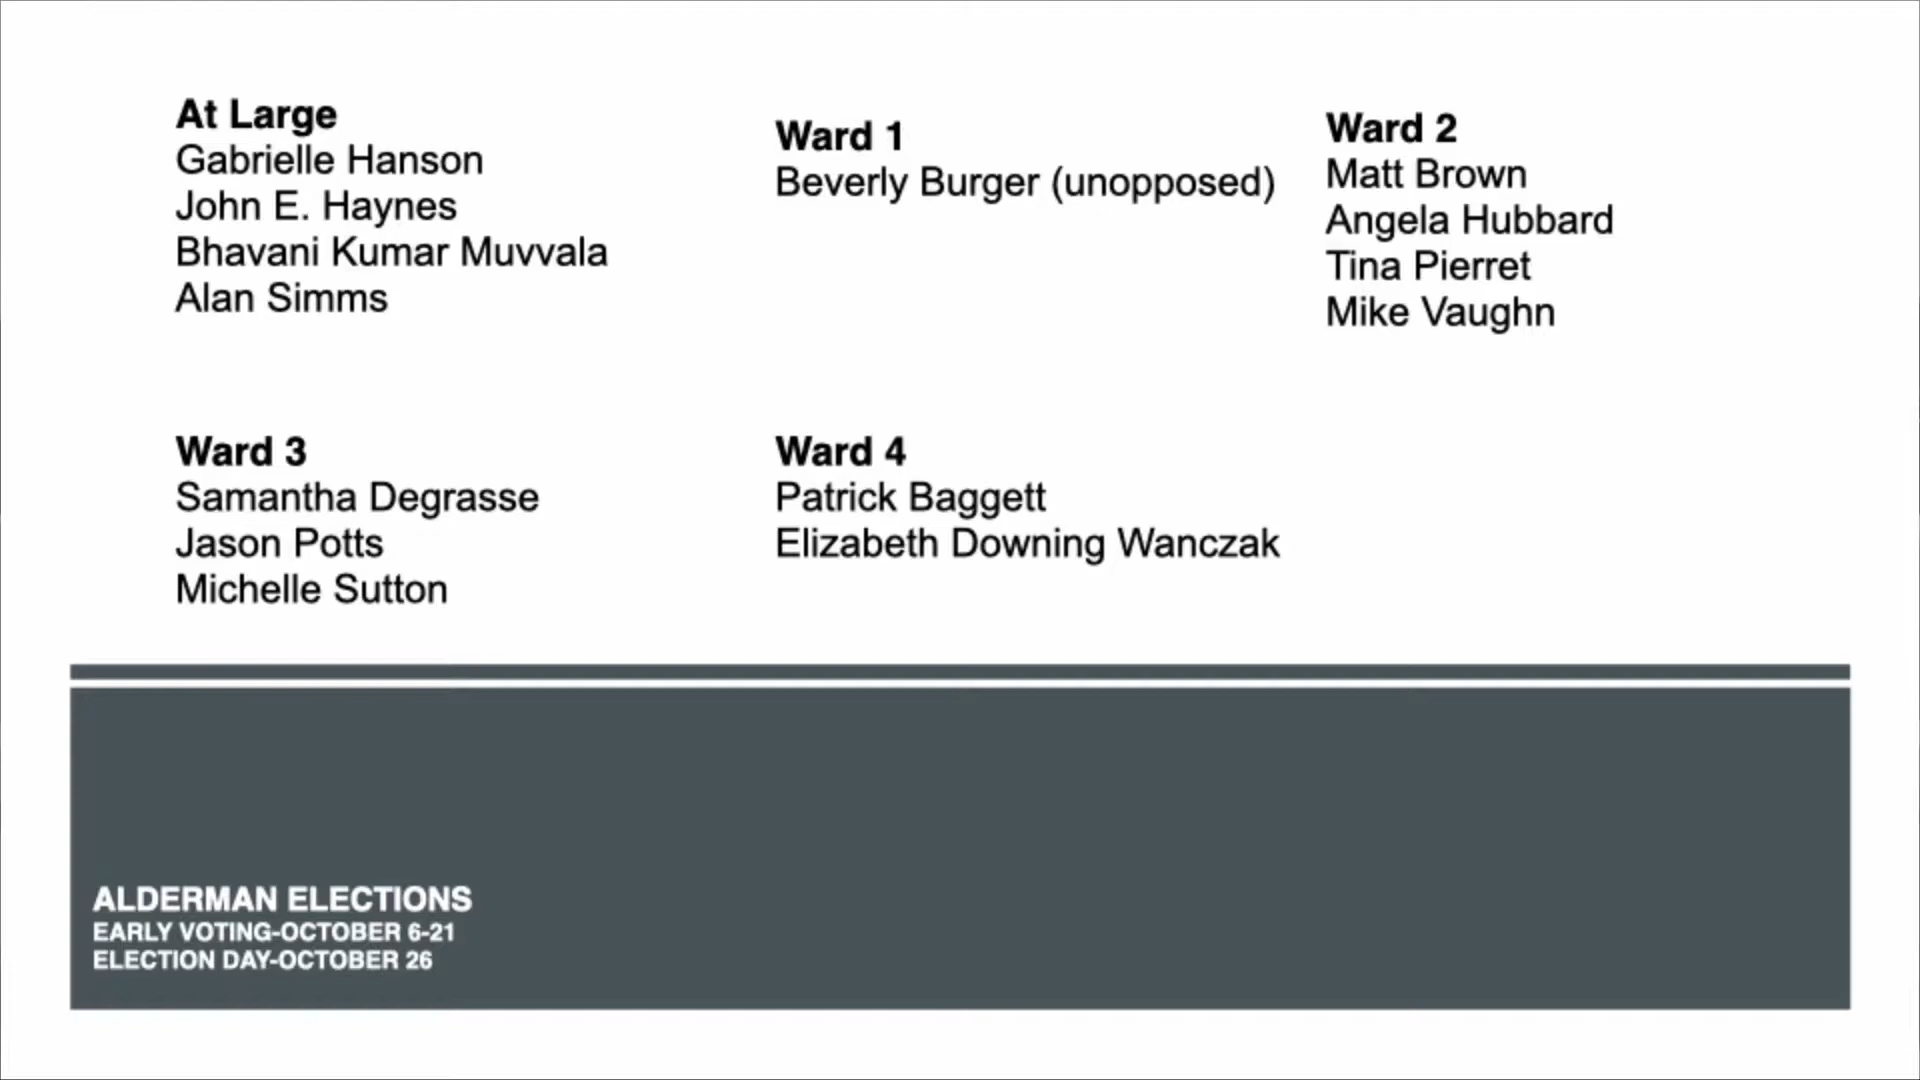 At Large
Gabrielle Hanson
John E. Haynes
Bhavani Kumar Muvvala
Alan Simms
Ward 1
Beverly Burger (unopposed)
Ward 2
Matt Brown
Angela Hubbard
Tina Pierret
Mike Vaughn
Ward 3
Samantha Degrasse
Jason Potts
Michelle Sutton
Ward 4
Patrick Baggett
Elizabeth Downing Wanczak
ALDERMAN ELECTIONS
EARLY VOTING-OCTOBER 6-21
ELECTION DAY-OCTOBER 26